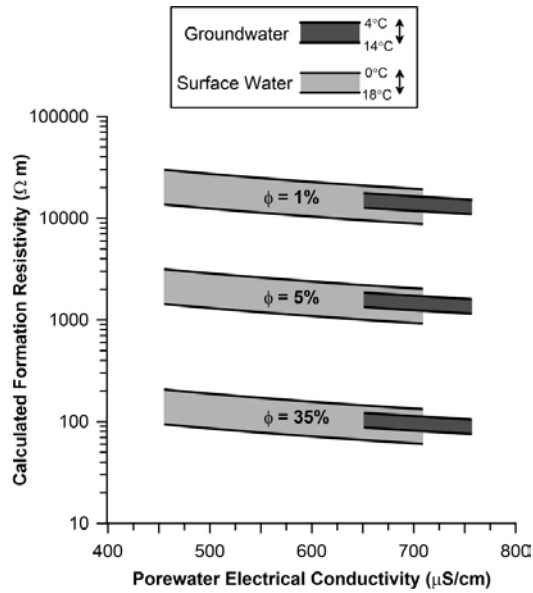 Groundwater
4°C
14°C
Surface Water
0°C
18°C
Calculated Formation Resistivity (Ω m)
100000
10000
1000
100
10
ϕ = 1%
ϕ = 5%
ϕ = 35%
400
500
600
700
800
Porewater Electrical Conductivity (μS/cm)